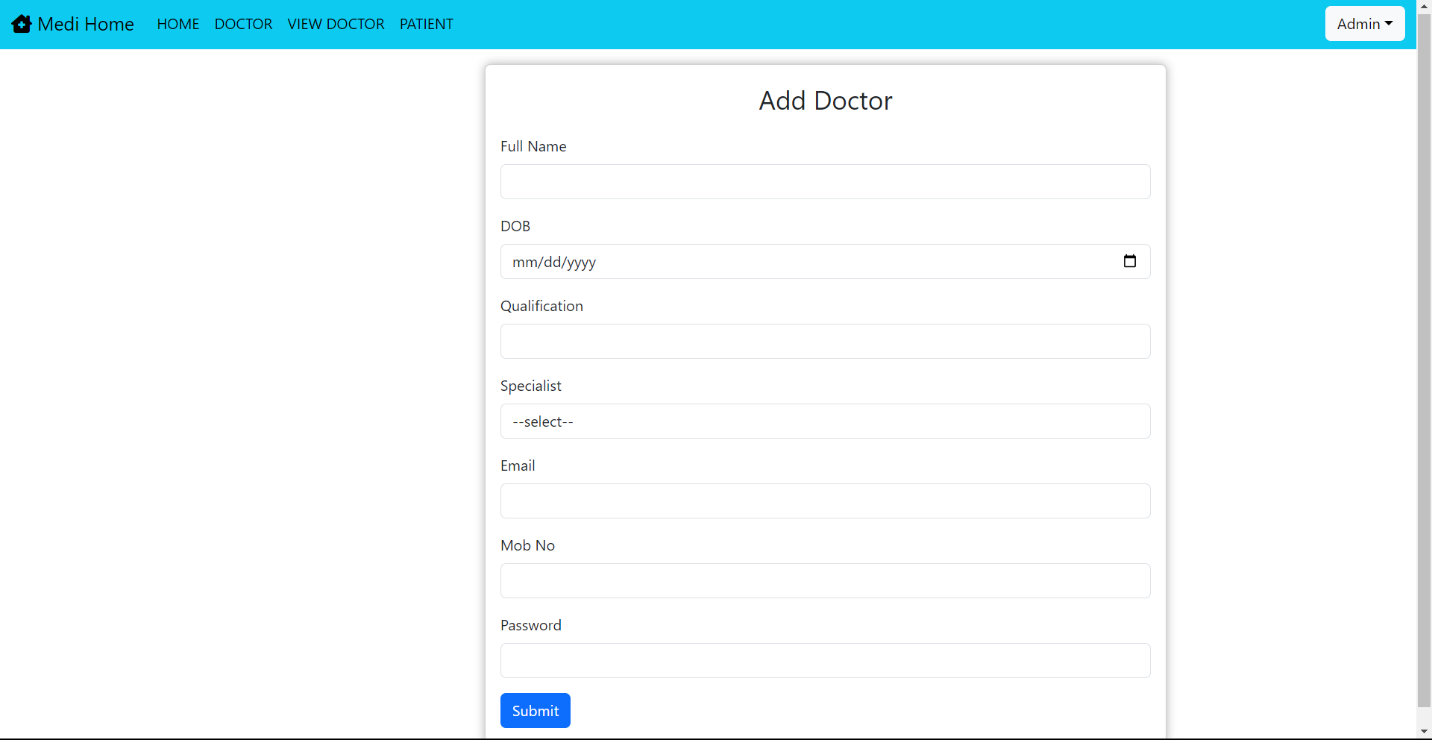 Medi Home HOME DOCTOR VIEW DOCTOR PATIENT Admin
Add Doctor
Full Name
DOB
mm/dd/yyyy
Qualification
Specialist
--select--
Email
Mob No
Password
Submit